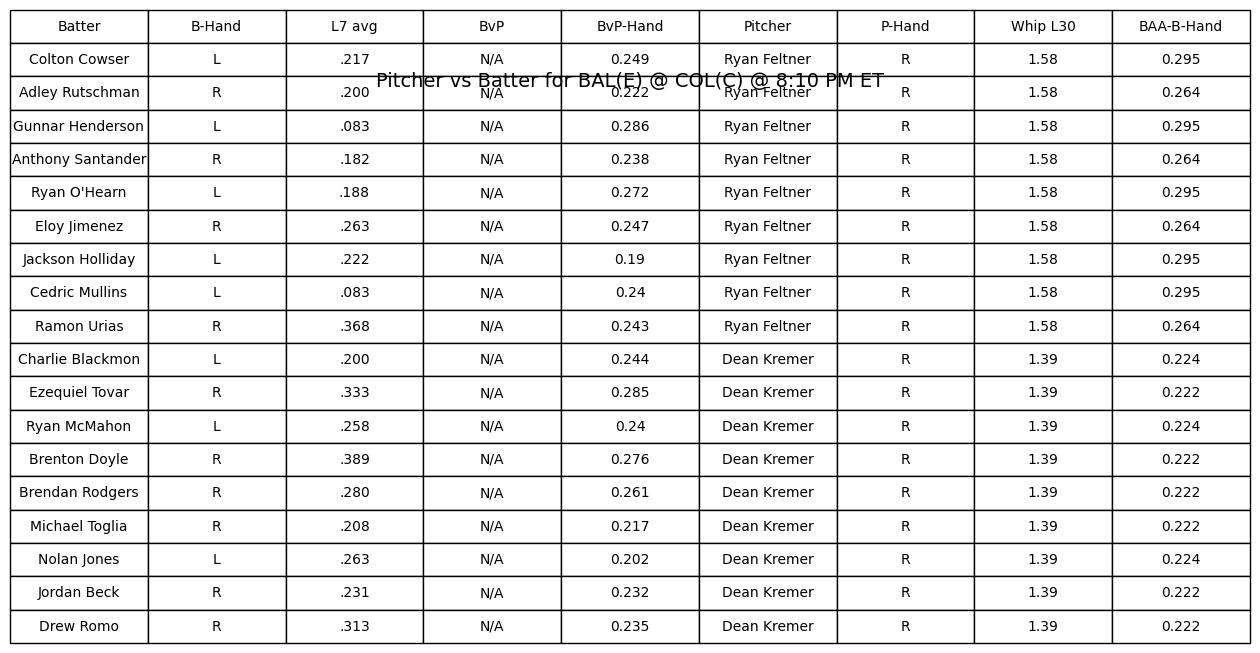 Batter B-Hand L7 avg BvP BvP-Hand Pitcher P-Hand Whip L30 BAA-B-Hand
Colton Cowser L .217 N/A 0.249 Ryan Feltner R 1.58 0.295
Pitcher vs Batter for BAL(E) @ COL(C) @ 8:10 PM ET
Adley Rutschman R .200 N/A 0.222 Ryan Feltner R 1.58 0.264
Gunnar Henderson L .083 N/A 0.286 Ryan Feltner R 1.58 0.295
Anthony Santander R .182 N/A 0.238 Ryan Feltner R 1.58 0.264
Ryan O'Hearn L .188 N/A 0.272 Ryan Feltner R 1.58 0.295
Eloy Jimenez R .263 N/A 0.247 Ryan Feltner R 1.58 0.264
Jackson Holliday L .222 N/A 0.19 Ryan Feltner R 1.58 0.295
Cedric Mullins L .083 N/A 0.24 Ryan Feltner R 1.58 0.295
Ramon Urias R .368 N/A 0.243 Ryan Feltner R 1.58 0.264
Charlie Blackmon L .200 N/A 0.244 Dean Kremer R 1.39 0.224
Ezequiel Tovar R .333 N/A 0.285 Dean Kremer R 1.39 0.222
Ryan McMahon L .258 N/A 0.24 Dean Kremer R 1.39 0.224
Brenton Doyle R .389 N/A 0.276 Dean Kremer R 1.39 0.222
Brendan Rodgers R .280 N/A 0.261 Dean Kremer R 1.39 0.222
Michael Toglia R .208 N/A 0.217 Dean Kremer R 1.39 0.222
Nolan Jones L .263 N/A 0.202 Dean Kremer R 1.39 0.224
Jordan Beck R .231 N/A 0.232 Dean Kremer R 1.39 0.222
Drew Romo R .313 N/A 0.235 Dean Kremer R 1.39 0.222